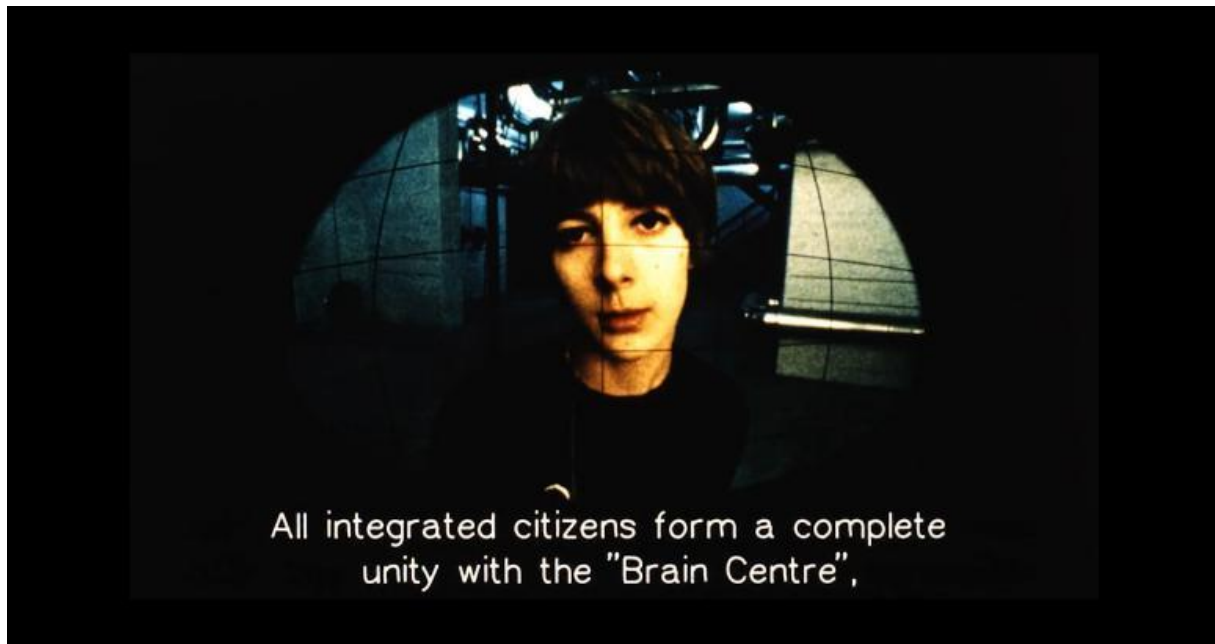 All integrated citizens form a complete
unity with the "Brain Centre",